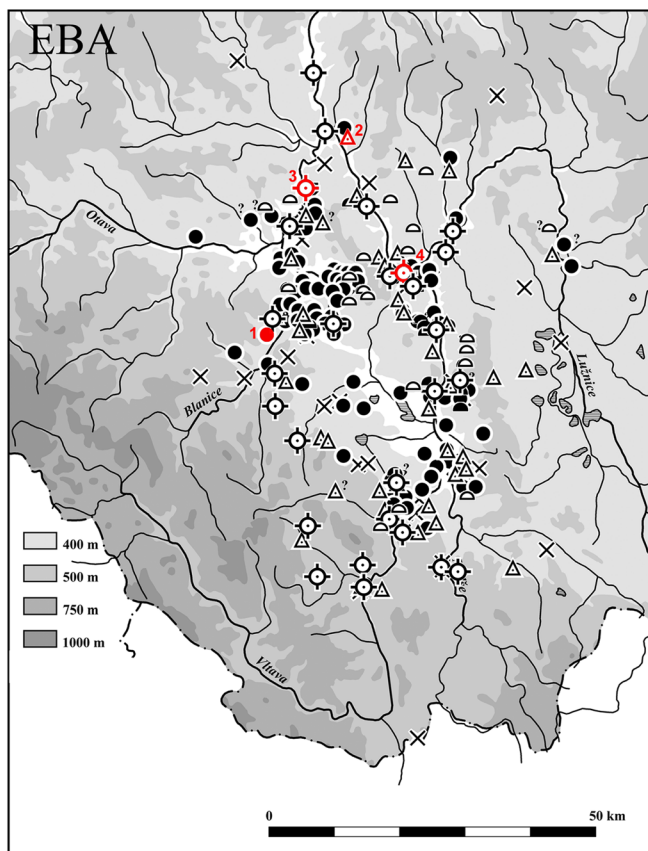 EBA
2
3
? ?
?
Otava
? ?
4
1
Lužnice
Blanice
?
?
400 m
500 m
750 m
1000 m
Vltava
0
50 km